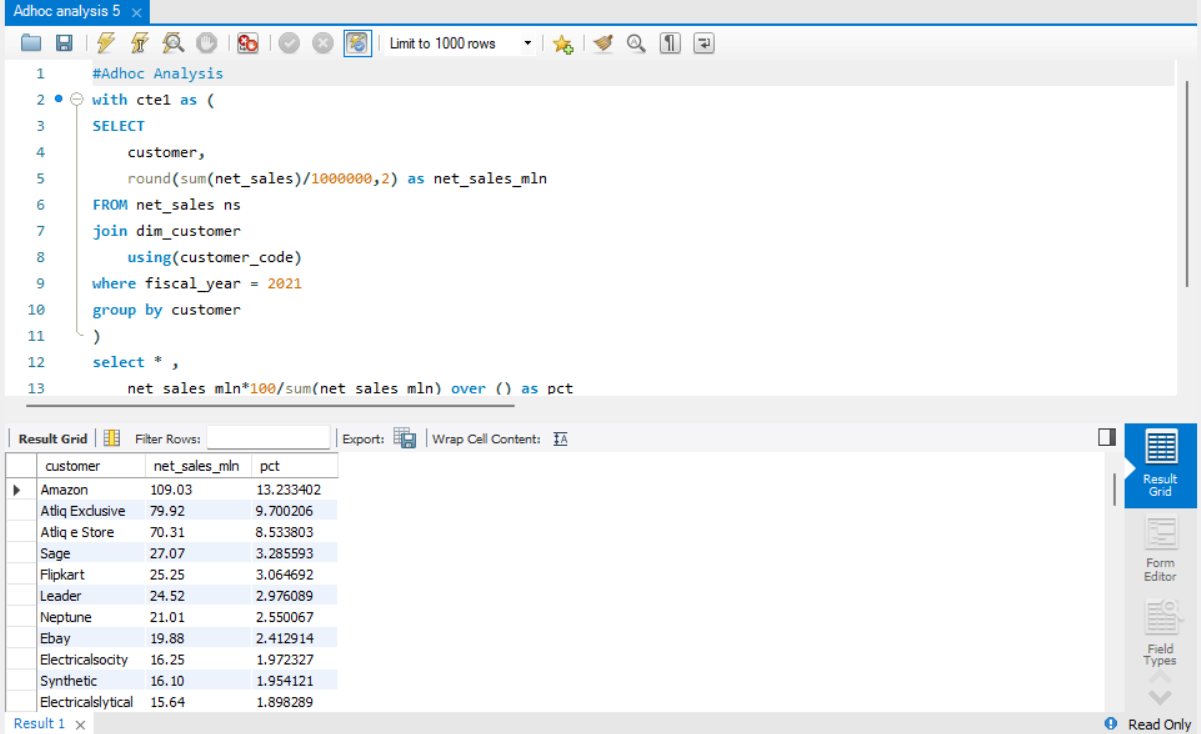 Adhoc analysis 5
Limit to 1000 rows
1 #Adhoc Analysis
2 with cte1 as (
3 SELECT
4 customer,
5 round(sum(net_sales)/1000000,2) as net_sales_mln
6 FROM net_sales ns
7 join dim_customer
8 using(customer_code)
9 where fiscal_year = 2021
10 group by customer
11 )
12 select * ,
13 net_sales_mln*100/sum(net_sales_mln) over () as pct
Result Grid Filter Rows: Export: Wrap Cell Content: IA
customer net_sales_mln pct
Amazon 109.03 13.233402
Atliq Exclusive 79.92 9.700206
Atliq e Store 70.31 8.533803
Sage 27.07 3.285593
Flipkart 25.25 3.064692
Leader 24.52 2.976089
Neptune 21.01 2.550067
Ebay 19.88 2.412914
Electricalsocity 16.25 1.972327
Synthetic 16.10 1.954121
Electricalslytical 15.64 1.898289
Result
Grid
Form
Editor
Field
Types
Result 1
Read Only